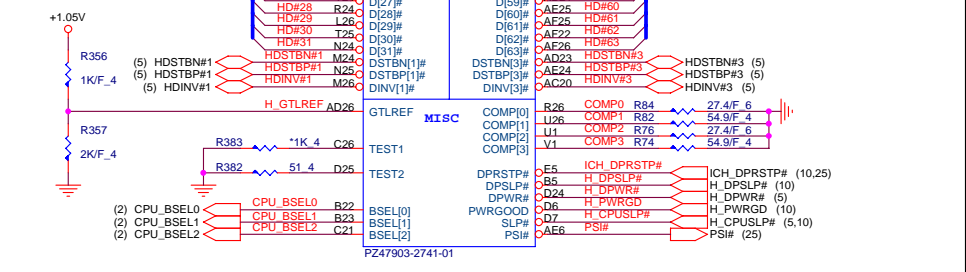 D[27]# D[59]#
HD#28 R24 D[28]# D[60]# AE25 HD#60
HD#29 L26 D[29]# D[61]# AF25 HD#61
HD#30 T25 D[30]# D[62]# AF22 HD#62
HD#31 N24 D[31]# D[63]# AF26 HD#63
(5) HDSTBN#1 HDSTBN#1 M24 DSTBN[1]# DSTBN[3]# AD23 HDSTBN#3 HDSTBN#3 (5)
(5) HDSTBP#1 HDSTBP#1 N25 DSTBP[1]# DSTBP[3]# AE24 HDSTBP#3 HDSTBP#3 (5)
(5) HDINV#1 HDINV#1 M26 DINV[1]# DINV[3]# AC20 HDINV#3 HDINV#3 (5)
+1.05V
R356
1K/F_4
H_GTLREF AD26 GTLREF MISC
R357
2K/F_4
COMP[0] R26 COMP0 R84 27.4/F_6
COMP[1] U26 COMP1 R82 54.9/F_4
COMP[2] U1 COMP2 R76 27.4/F_6
COMP[3] V1 COMP3 R74 54.9/F_4
R383 *1K_4 C26 TEST1
R382 51_4 D25 TEST2
DPRSTP# E5 ICH_DPRSTP# ICH_DPRSTP# (10,25)
DPSLP# B5 H_DPSLP# H_DPSLP# (10)
DPWR# D24 H_DPWR# H_DPWR# (5)
PWRGOOD D6 H_PWRGD H_PWRGD (10)
SLP# D7 H_CPUSLP# H_CPUSLP# (5,10)
PSI# AE6 PSI# PSI# (25)
(2) CPU_BSEL0 CPU_BSEL0 B22 BSEL[0]
(2) CPU_BSEL1 CPU_BSEL1 B23 BSEL[1]
(2) CPU_BSEL2 CPU_BSEL2 C21 BSEL[2]
PZ47903-2741-01